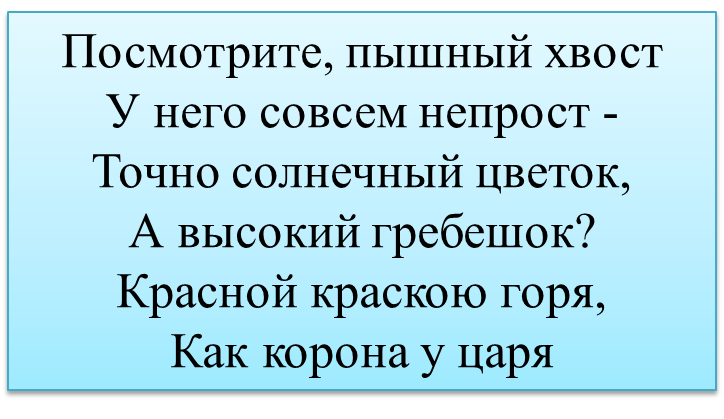 Посмотрите, пышный хвост
У него совсем непрост -
Точно солнечный цветок,
А высокий гребешок?
Красной краскою горя,
Как корона у царя